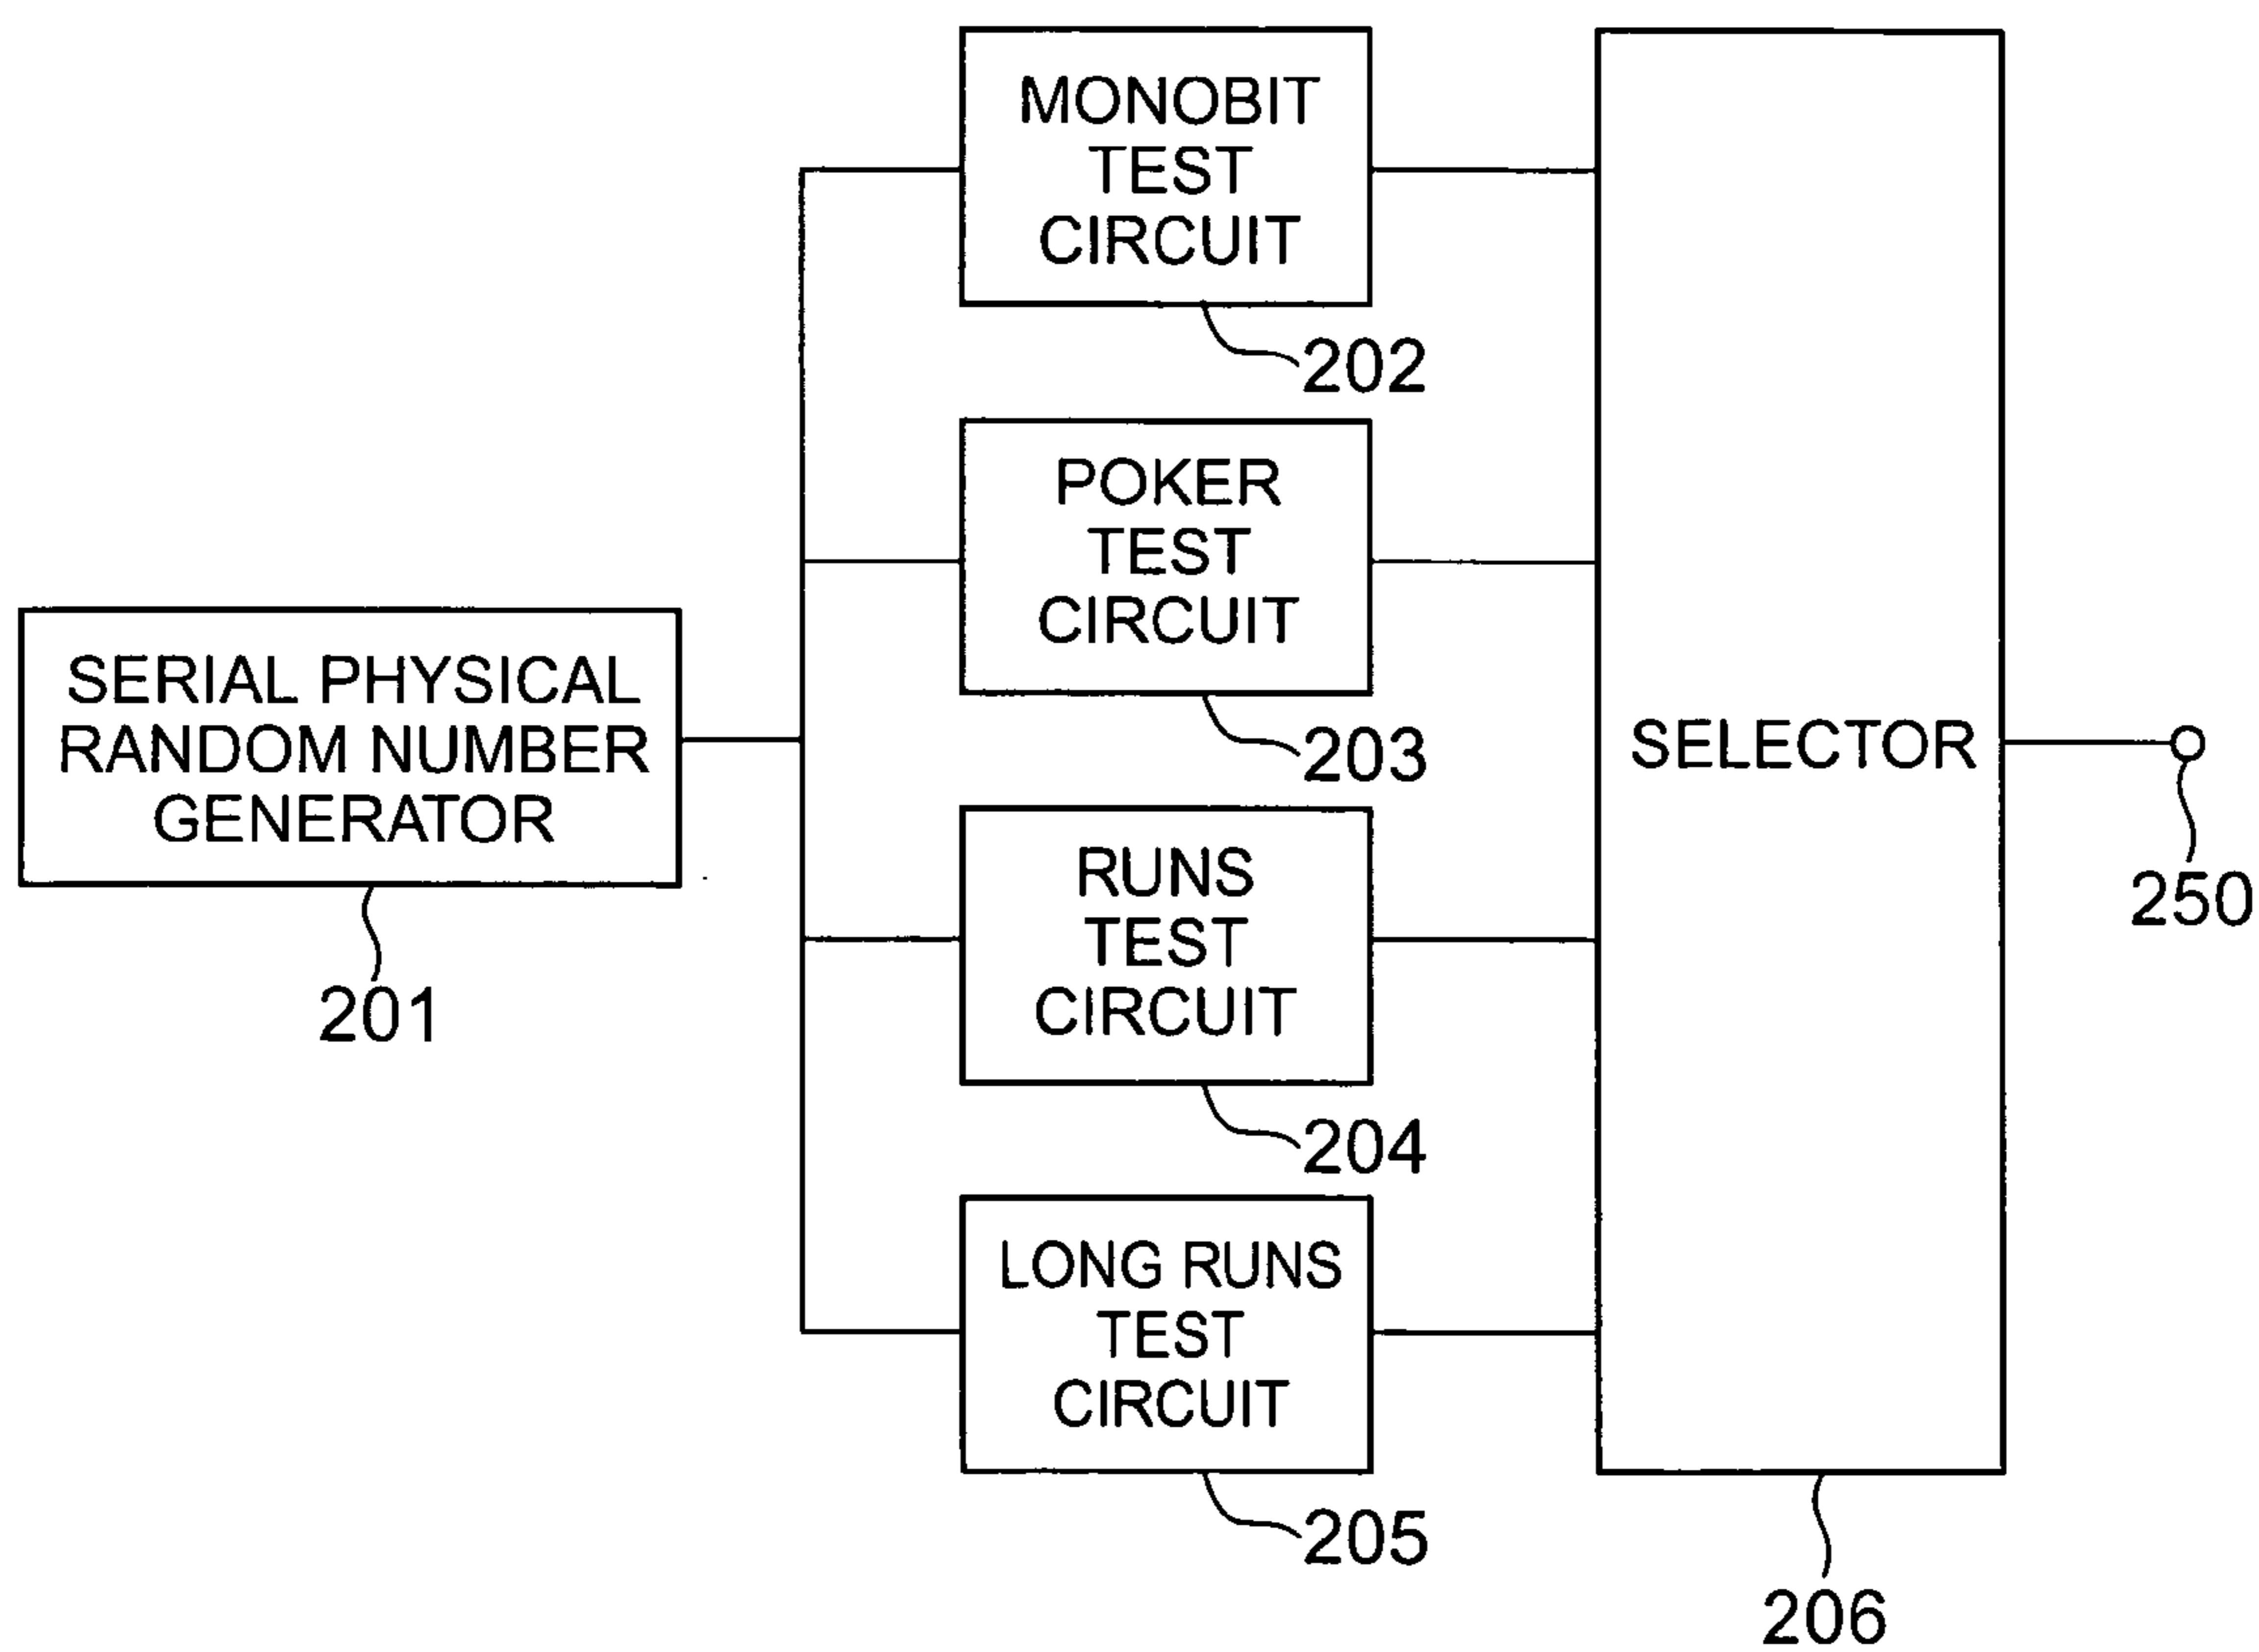 MONOBIT
TEST
CIRCUIT
202
POKER
TEST
CIRCUIT
203
SERIAL PHYSICAL
RANDOM NUMBER
GENERATOR
201
RUNS
TEST
CIRCUIT
204
LONG RUNS
TEST
CIRCUIT
205
SELECTOR
206
250